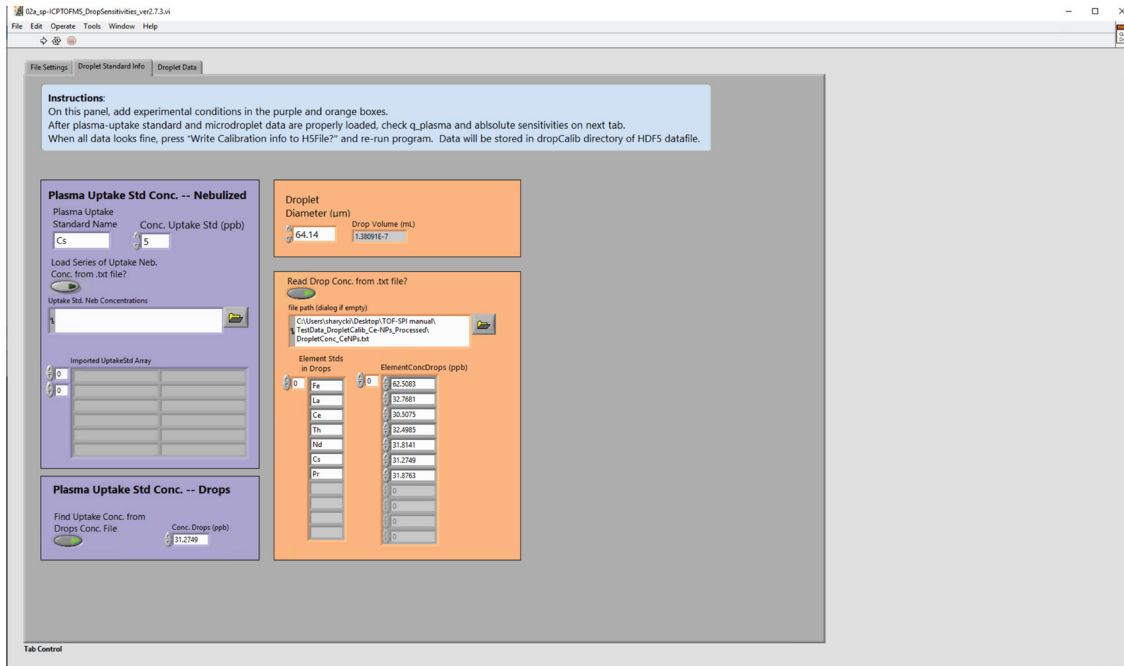 02a_sp-ICPTOFMS_DropSensitivities_ver2.7.3.vi
File Edit Operate Tools Window Help
File Settings Droplet Standard Info Droplet Data
Instructions:
On this panel, add experimental conditions in the purple and orange boxes.
After plasma-uptake standard and microdroplet data are properly loaded, check q_plasma and ablsolute sensitivities on next tab.
When all data looks fine, press "Write Calibration info to H5File?" and re-run program. Data will be stored in dropCalib directory of HDF5 datafile.
Plasma Uptake Std Conc. -- Nebulized
Plasma Uptake
Standard Name
Conc. Uptake Std (ppb)
Cs
5
Load Series of Uptake Neb.
Conc. from .txt file?
Uptake Std. Neb Concentrations
Imported UptakeStd Array
0
0
Plasma Uptake Std Conc. -- Drops
Find Uptake Conc. from
Drops Conc. File
Conc. Drops (ppb)
31.2749
Droplet
Diameter (µm)
Drop Volume (mL)
64.14
1.38091E-7
Read Drop Conc. from .txt file?
file path (dialog if empty)
C:\Users\sharycki\Desktop\TOF-SPI manual\
TestData_DropletCalib_Ce-NPs_Processed\
DropletConc_CeNPs.txt
Element Stds
in Drops
ElementConcDrops (ppb)
0 Fe 0 62.5083
La 32.7681
Ce 30.5075
Th 32.4985
Nd 31.8141
Cs 31.2749
Pr 31.8763
0
0
0
0
Tab Control